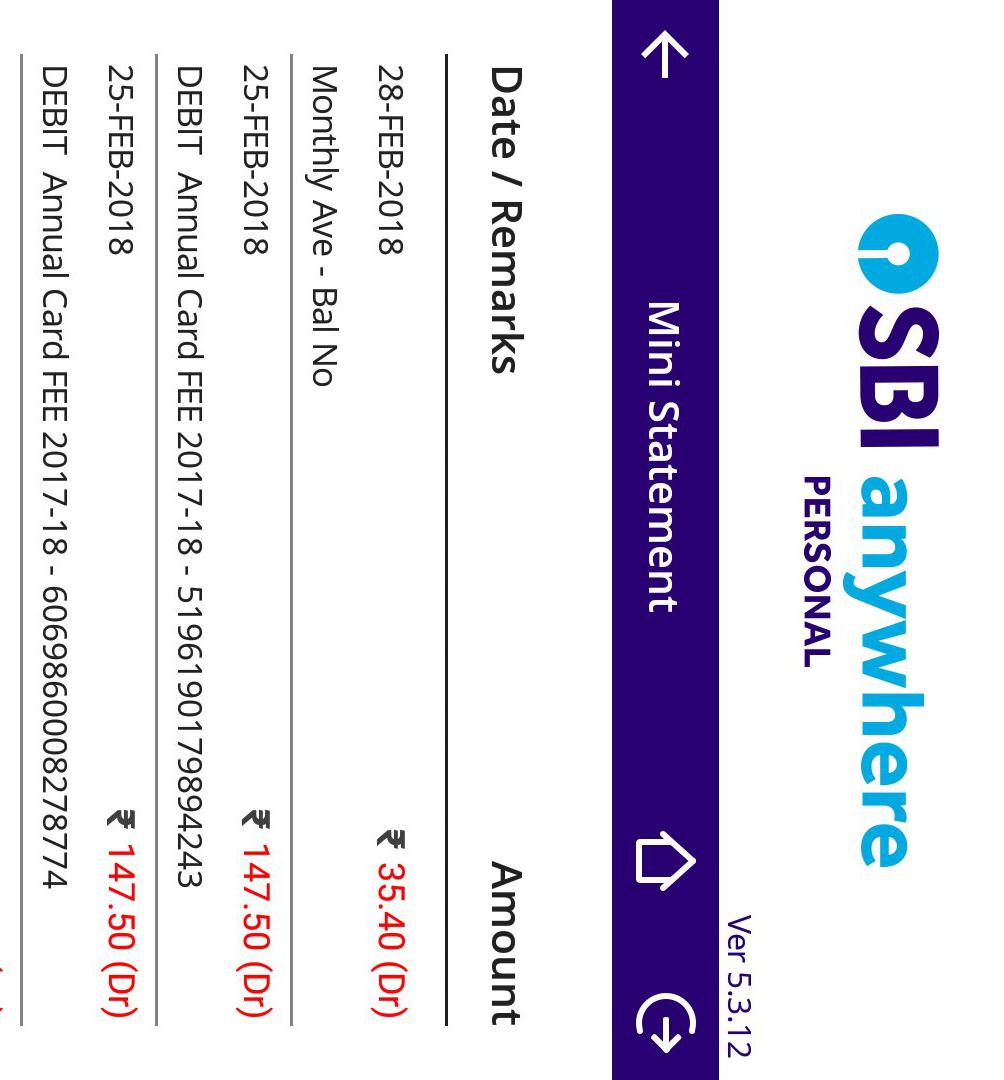 SBI anywhere
PERSONAL
Ver 5.3.12
Mini Statement
Date / Remarks Amount
28-FEB-2018 ₹ 35.40 (Dr)
Monthly Ave - Bal No
25-FEB-2018 ₹ 147.50 (Dr)
DEBIT Annual Card FEE 2017-18 - 5196190179894243
25-FEB-2018 ₹ 147.50 (Dr)
DEBIT Annual Card FEE 2017-18 - 6069860008278774